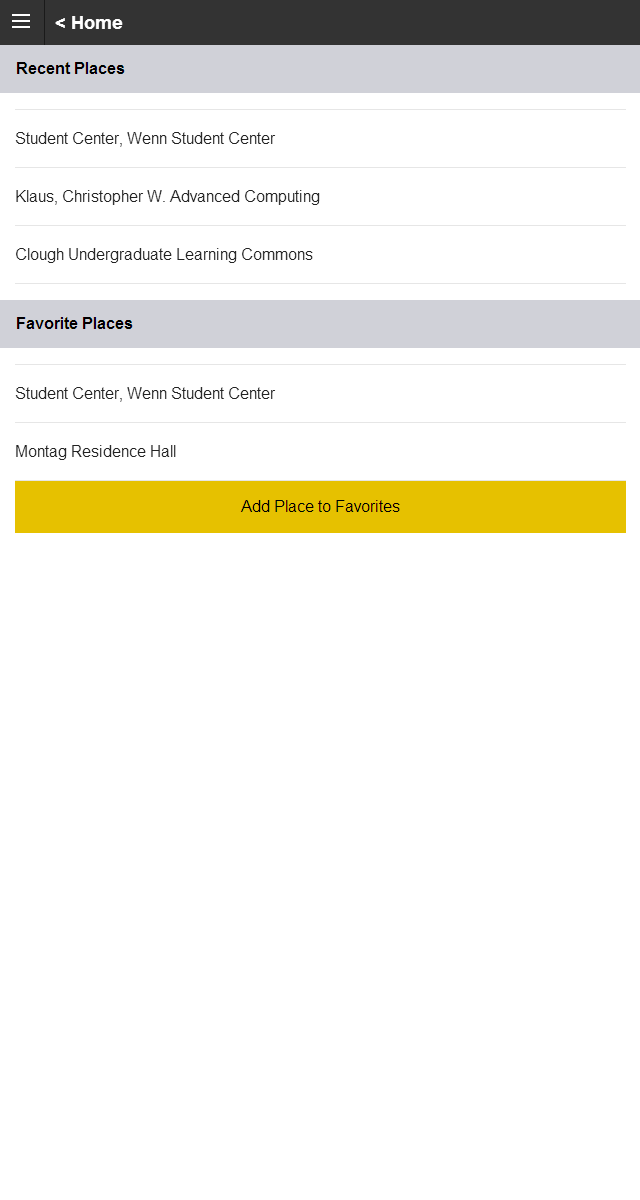 < Home
Recent Places
Student Center, Wenn Student Center
Klaus, Christopher W. Advanced Computing
Clough Undergraduate Learning Commons
Favorite Places
Student Center, Wenn Student Center
Montag Residence Hall
Add Place to Favorites